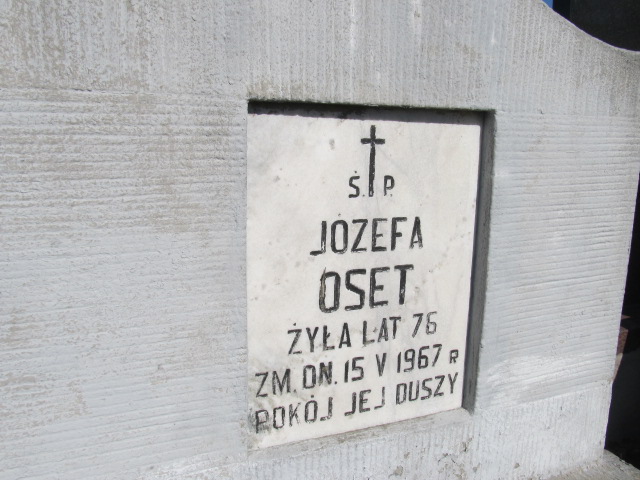 Ś. P.
JÓZEFA
OSET
ŻYŁA LAT 76
ZM. DN. 15 V 1967 R
POKÓJ JEJ DUSZY